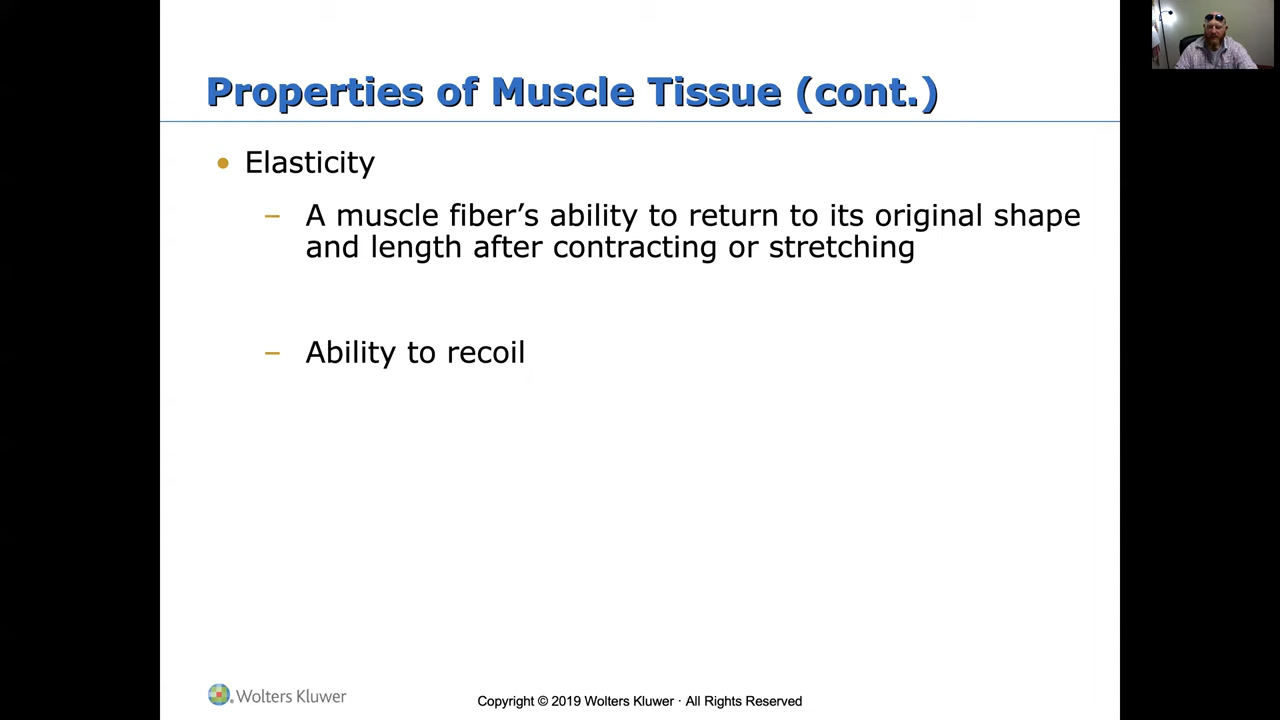 Properties of Muscle Tissue (cont.)
• Elasticity
– A muscle fiber’s ability to return to its original shape
and length after contracting or stretching
– Ability to recoil
Wolters Kluwer
Copyright © 2019 Wolters Kluwer · All Rights Reserved